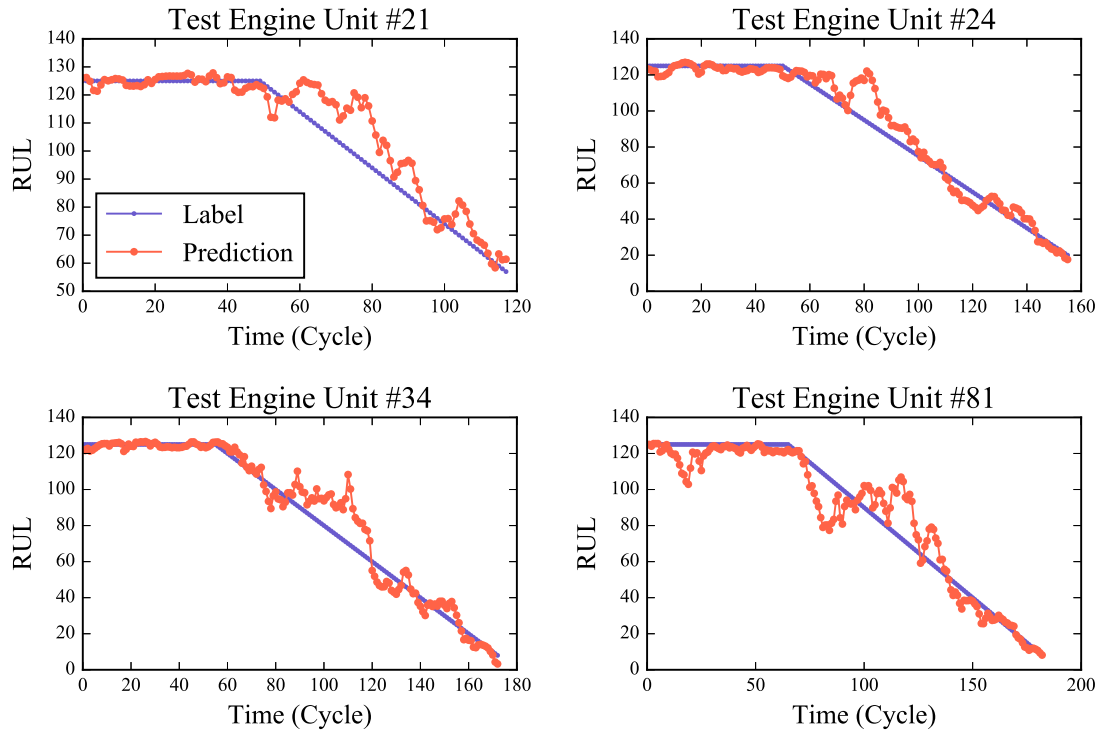 Test Engine Unit #21
140
130
120
110
100
90
80
70
60
50
RUL
Label
Prediction
0 20 40 60 80 100 120
Time (Cycle)
Test Engine Unit #24
140
120
100
80
60
40
20
0
RUL
0 20 40 60 80 100 120 140 160
Time (Cycle)
Test Engine Unit #34
140
120
100
80
60
40
20
0
RUL
0 20 40 60 80 100 120 140 160 180
Time (Cycle)
Test Engine Unit #81
140
120
100
80
60
40
20
0
RUL
0 50 100 150 200
Time (Cycle)